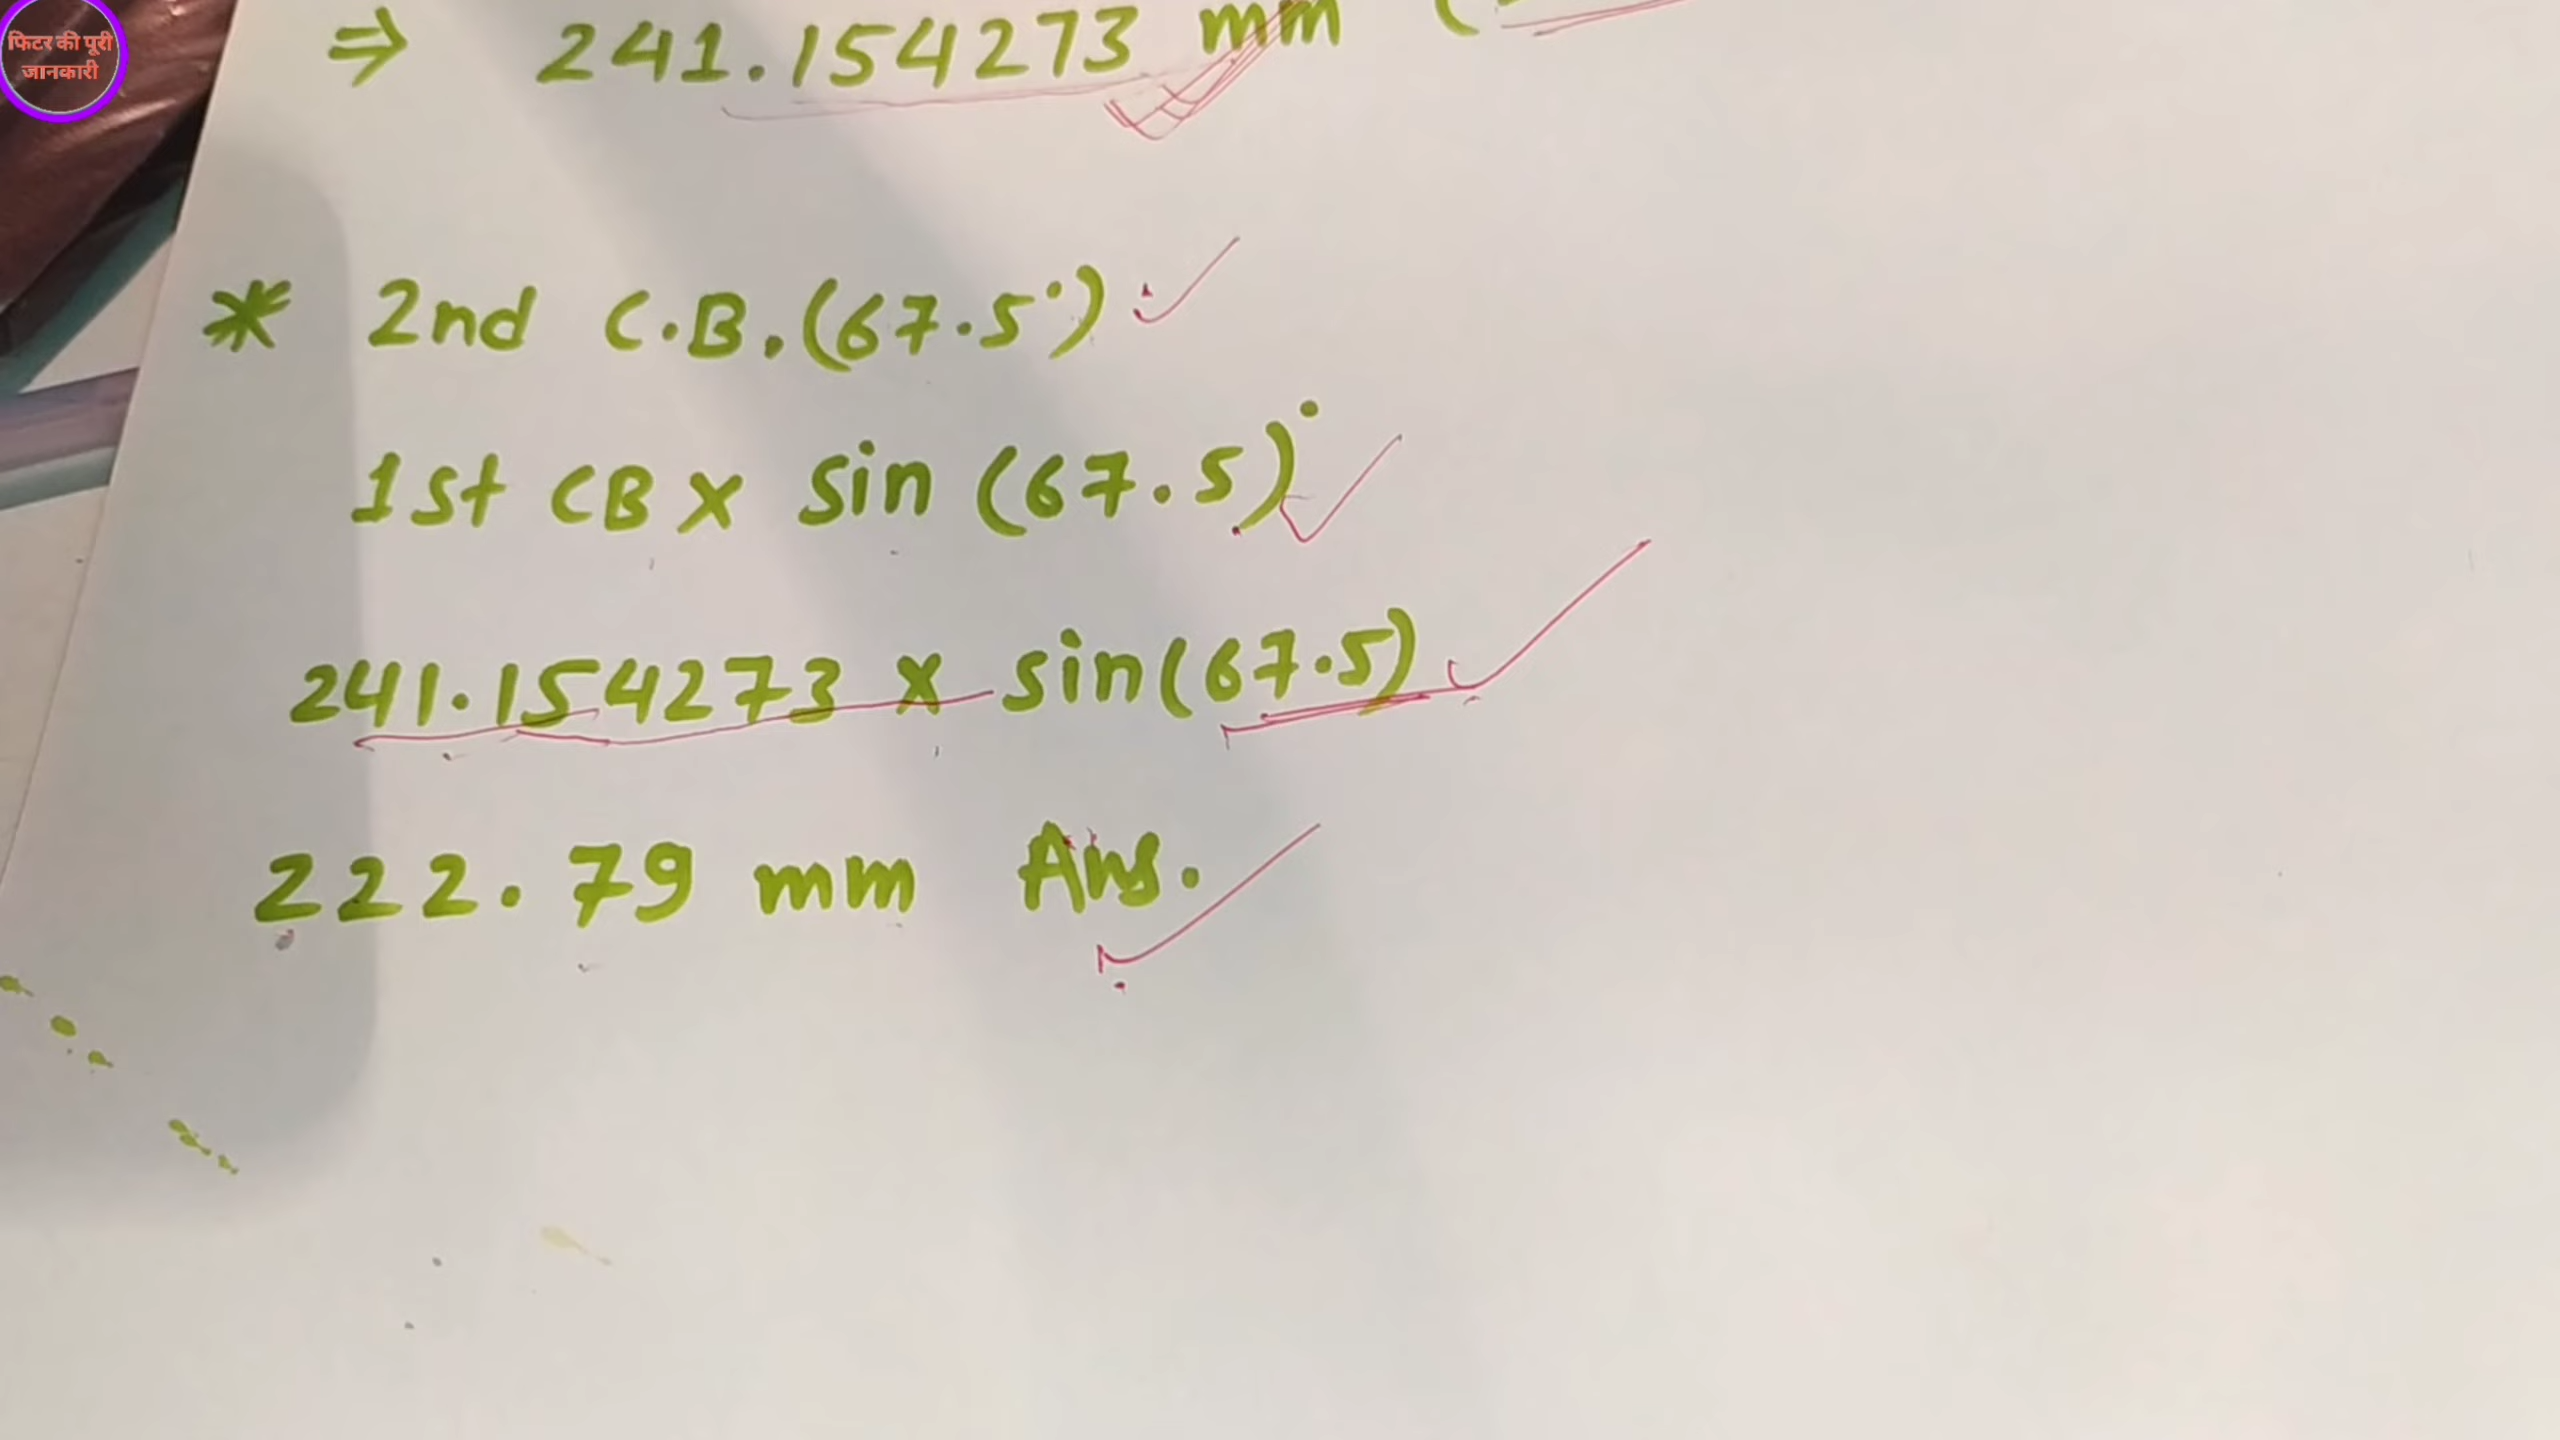 फिटर की पूरी
जानकारी
⇒ 241.154273 mm (
* 2nd C.B.(67.5°)
1st CB X Sin (67.5)°
241.154273 X Sin(67.5)
222.79 mm Ans.